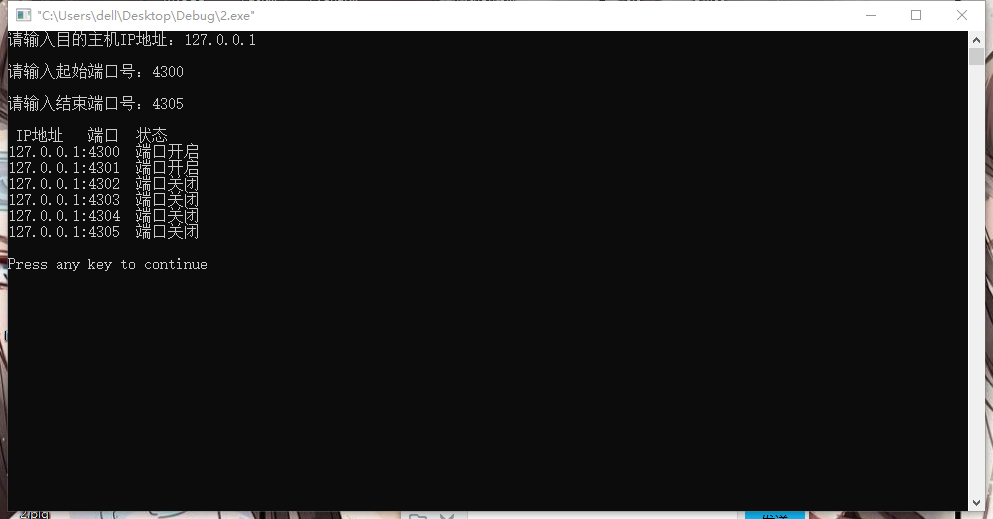 "C:\Users\dell\Desktop\Debug\2.exe"
请输入目的主机IP地址：127.0.0.1
请输入起始端口号：4300
请输入结束端口号：4305
IP地址 端口 状态
127.0.0.1:4300 端口开启
127.0.0.1:4301 端口开启
127.0.0.1:4302 端口关闭
127.0.0.1:4303 端口关闭
127.0.0.1:4304 端口关闭
127.0.0.1:4305 端口关闭
Press any key to continue